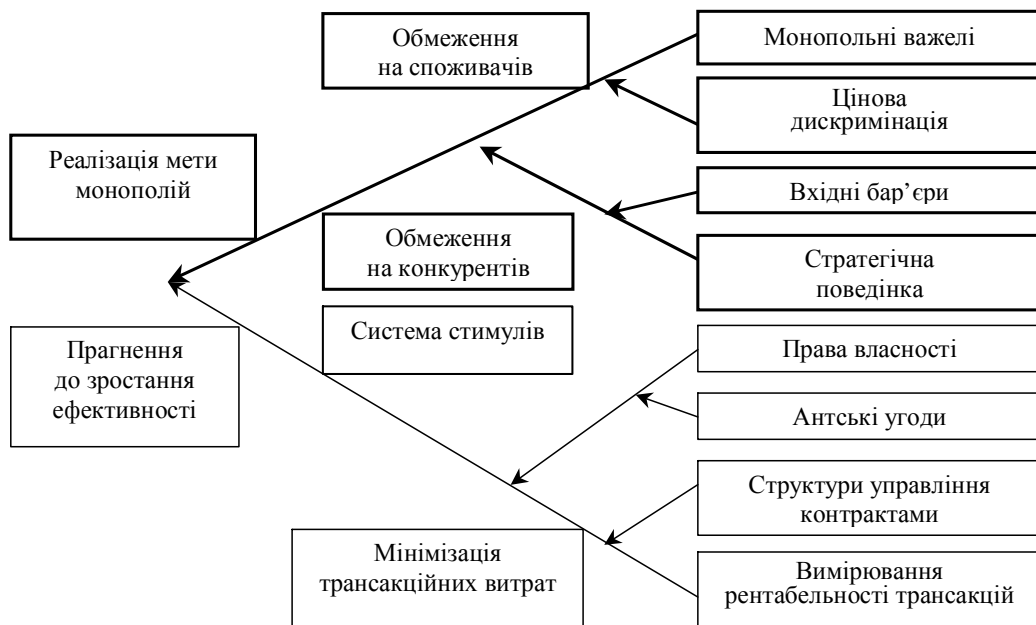 Обмеження
на споживачів
Монопольні важелі
Цінова
дискримінація
Реалізація мети
монополій
Вхідні бар’єри
Обмеження
на конкурентів
Стратегічна
поведінка
Система стимулів
Прагнення
до зростання
ефективності
Права власності
Антські угоди
Структури управління
контрактами
Мінімізація
трансакційних витрат
Вимірювання
рентабельності трансакцій